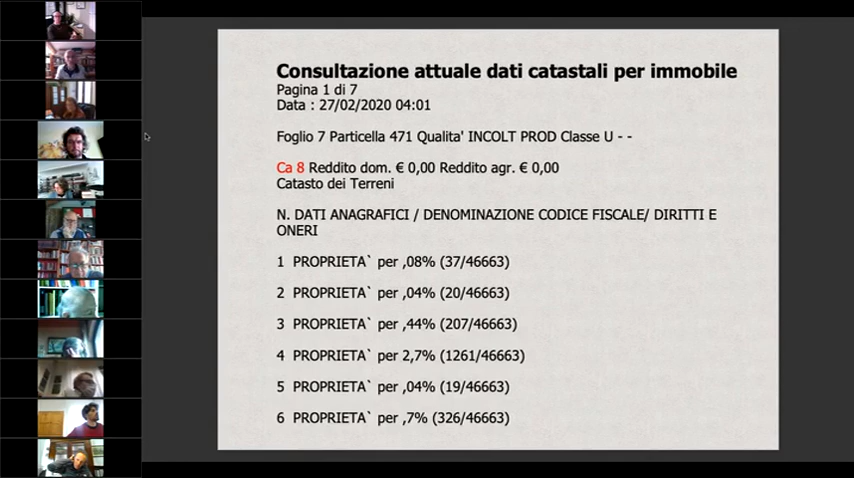 Consultazione attuale dati catastali per immobile
Pagina 1 di 7
Data : 27/02/2020 04:01
Foglio 7 Particella 471 Qualita' INCOLT PROD Classe U - -
Ca 8 Reddito dom. € 0,00 Reddito agr. € 0,00
Catasto dei Terreni
N. DATI ANAGRAFICI / DENOMINAZIONE CODICE FISCALE/ DIRITTI E
ONERI
1 PROPRIETA` per ,08% (37/46663)
2 PROPRIETA` per ,04% (20/46663)
3 PROPRIETA` per ,44% (207/46663)
4 PROPRIETA` per 2,7% (1261/46663)
5 PROPRIETA` per ,04% (19/46663)
6 PROPRIETA` per ,7% (326/46663)